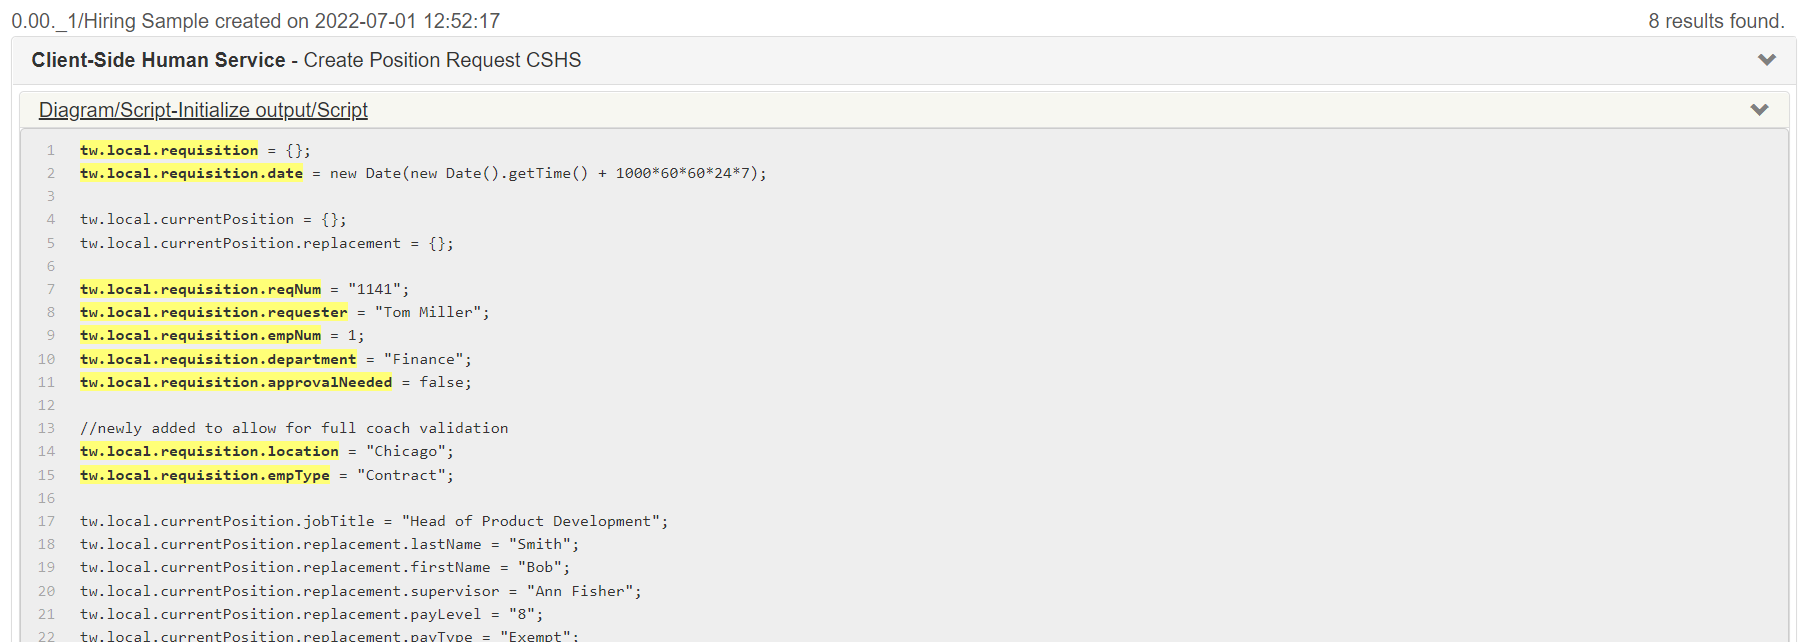 0.00._1/Hiring Sample created on 2022-07-01 12:52:17
8 results found.
Client-Side Human Service - Create Position Request CSHS
Diagram/Script-Initialize output/Script
1 tw.local.requisition = {};
2 tw.local.requisition.date = new Date(new Date().getTime() + 1000*60*60*24*7);
3
4 tw.local.currentPosition = {};
5 tw.local.currentPosition.replacement = {};
6
7 tw.local.requisition.reqNum = "1141";
8 tw.local.requisition.requester = "Tom Miller";
9 tw.local.requisition.empNum = 1;
10 tw.local.requisition.department = "Finance";
11 tw.local.requisition.approvalNeeded = false;
12
13 //newly added to allow for full coach validation
14 tw.local.requisition.location = "Chicago";
15 tw.local.requisition.empType = "Contract";
16
17 tw.local.currentPosition.jobTitle = "Head of Product Development";
18 tw.local.currentPosition.replacement.lastName = "Smith";
19 tw.local.currentPosition.replacement.firstName = "Bob";
20 tw.local.currentPosition.replacement.supervisor = "Ann Fisher";
21 tw.local.currentPosition.replacement.payLevel = "8";
22 tw.local.currentPosition.replacement.payType = "Exempt";